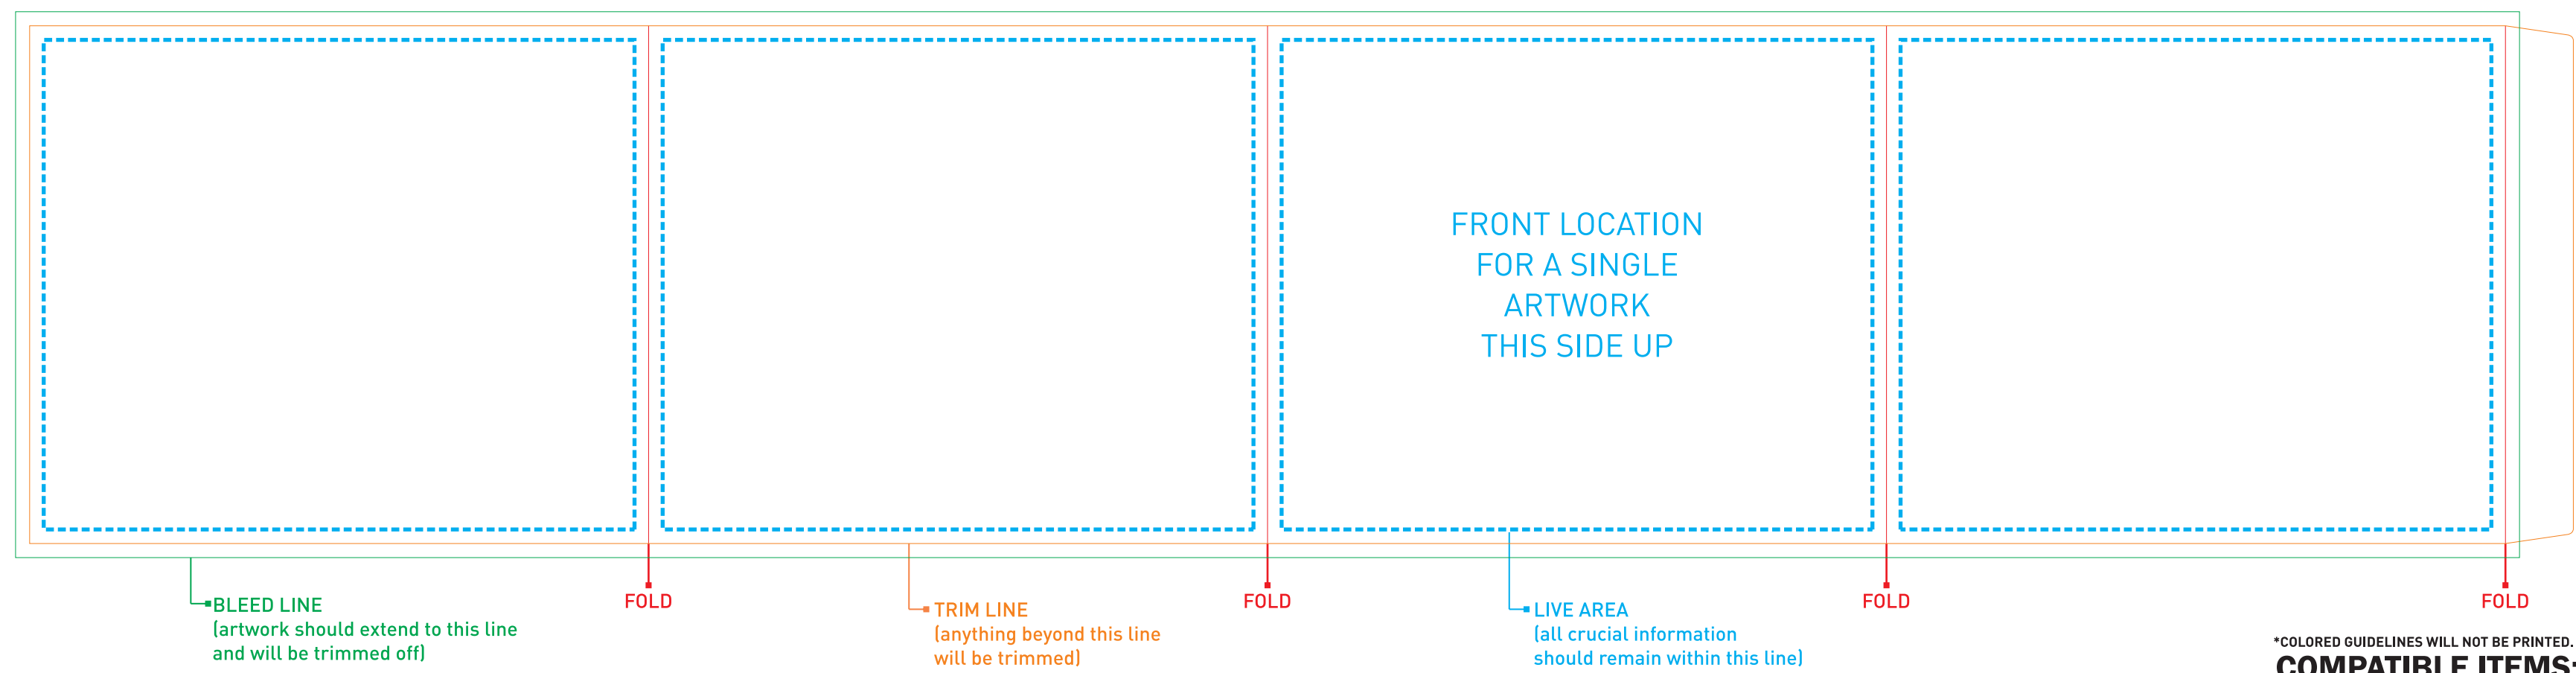 FRONT LOCATION
FOR A SINGLE
ARTWORK
THIS SIDE UP
BLEED LINE
(artwork should extend to this line
and will be trimmed off)
FOLD
TRIM LINE
(anything beyond this line
will be trimmed)
FOLD
LIVE AREA
(all crucial information
should remain within this line)
FOLD
FOLD
*COLORED GUIDELINES WILL NOT BE PRINTED.
COMPATIBLE ITEMS: